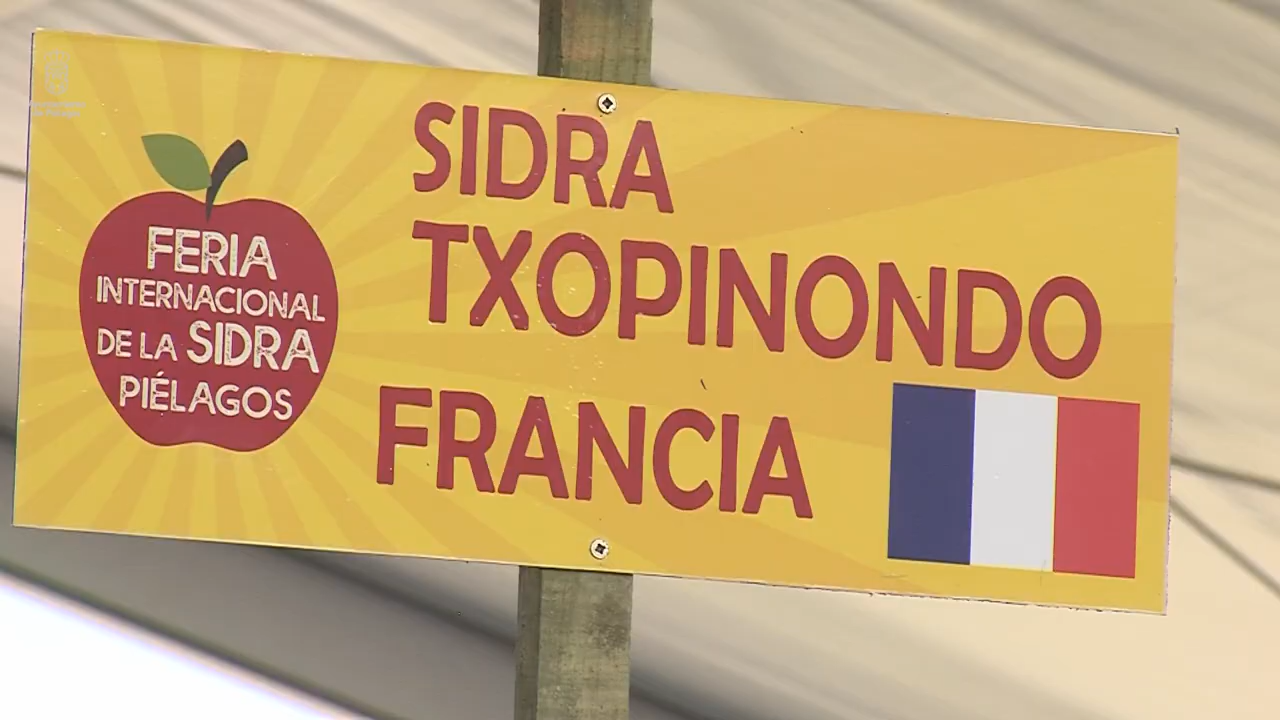 FERIA
INTERNACIONAL
DE LA SIDRA
PIÉLAGOS
SIDRA
TXOPINONDO
FRANCIA